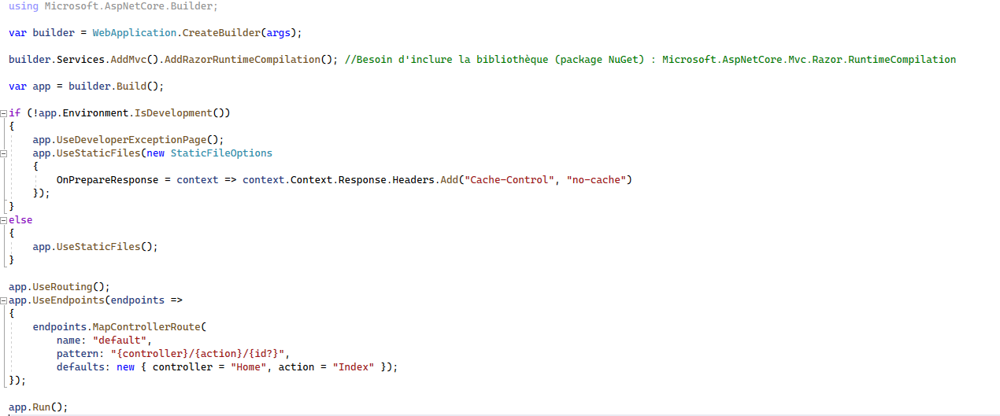 using Microsoft.AspNetCore.Builder;
var builder = WebApplication.CreateBuilder(args);
builder.Services.AddMvc().AddRazorRuntimeCompilation(); //Besoin d'inclure la bibliothèque (package NuGet) : Microsoft.AspNetCore.Mvc.Razor.RuntimeCompilation
var app = builder.Build();
if (!app.Environment.IsDevelopment())
{
    app.UseDeveloperExceptionPage();
    app.UseStaticFiles(new StaticFileOptions
    {
        OnPrepareResponse = context => context.Context.Response.Headers.Add("Cache-Control", "no-cache")
    });
}
else
{
    app.UseStaticFiles();
}
app.UseRouting();
app.UseEndpoints(endpoints =>
{
    endpoints.MapControllerRoute(
        name: "default",
        pattern: "{controller}/{action}/{id?}",
        defaults: new { controller = "Home", action = "Index" });
});
app.Run();